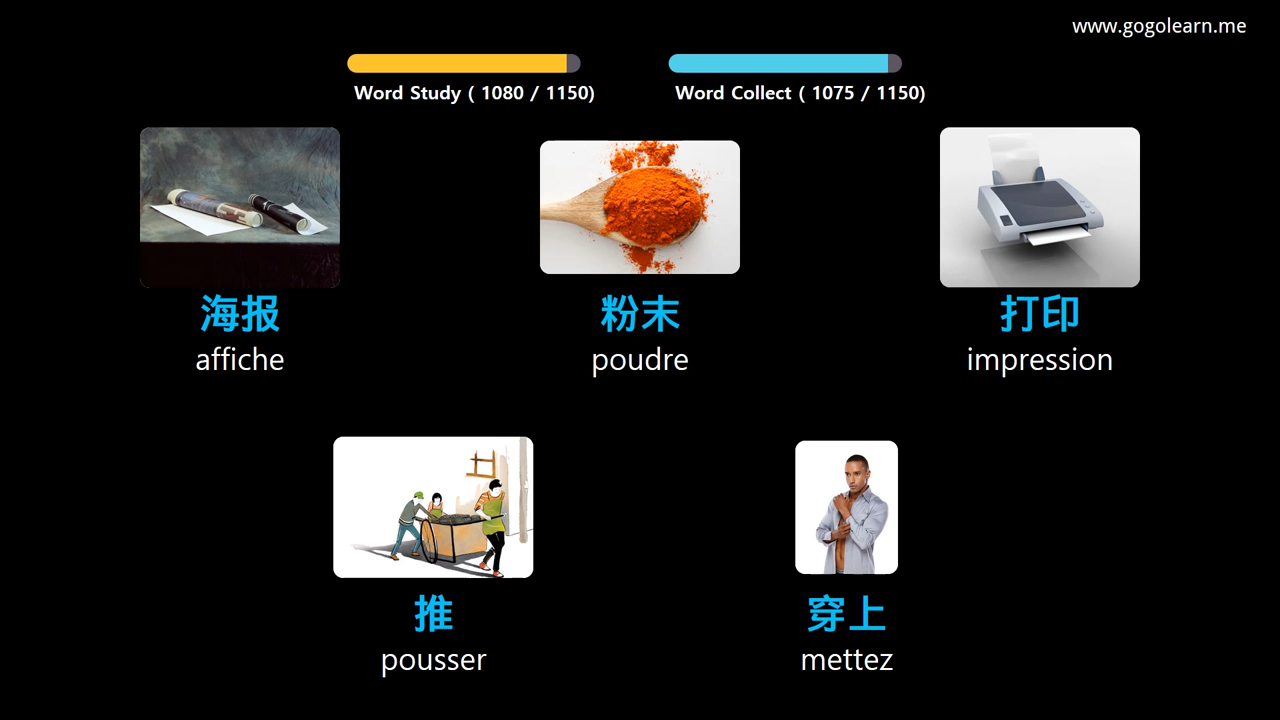 www.gogolearn.me
Word Study ( 1080 / 1150)
Word Collect ( 1075 / 1150)
海报
affiche
粉末
poudre
打印
impression
推
pousser
穿上
mettez